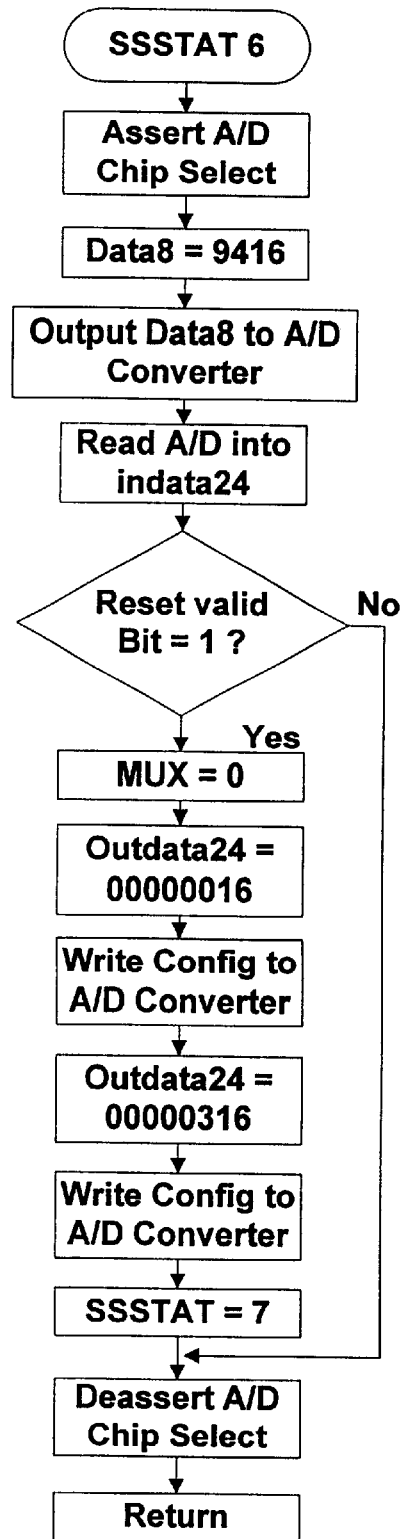 SSSTAT 6
Assert A/D
Chip Select
Data8 = 9416
Output Data8 to A/D
Converter
Read A/D into
indata24
Reset valid
Bit = 1 ?
No
Yes
MUX = 0
Outdata24 =
00000016
Write Config to
A/D Converter
Outdata24 =
00000316
Write Config to
A/D Converter
SSSTAT = 7
Deassert A/D
Chip Select
Return